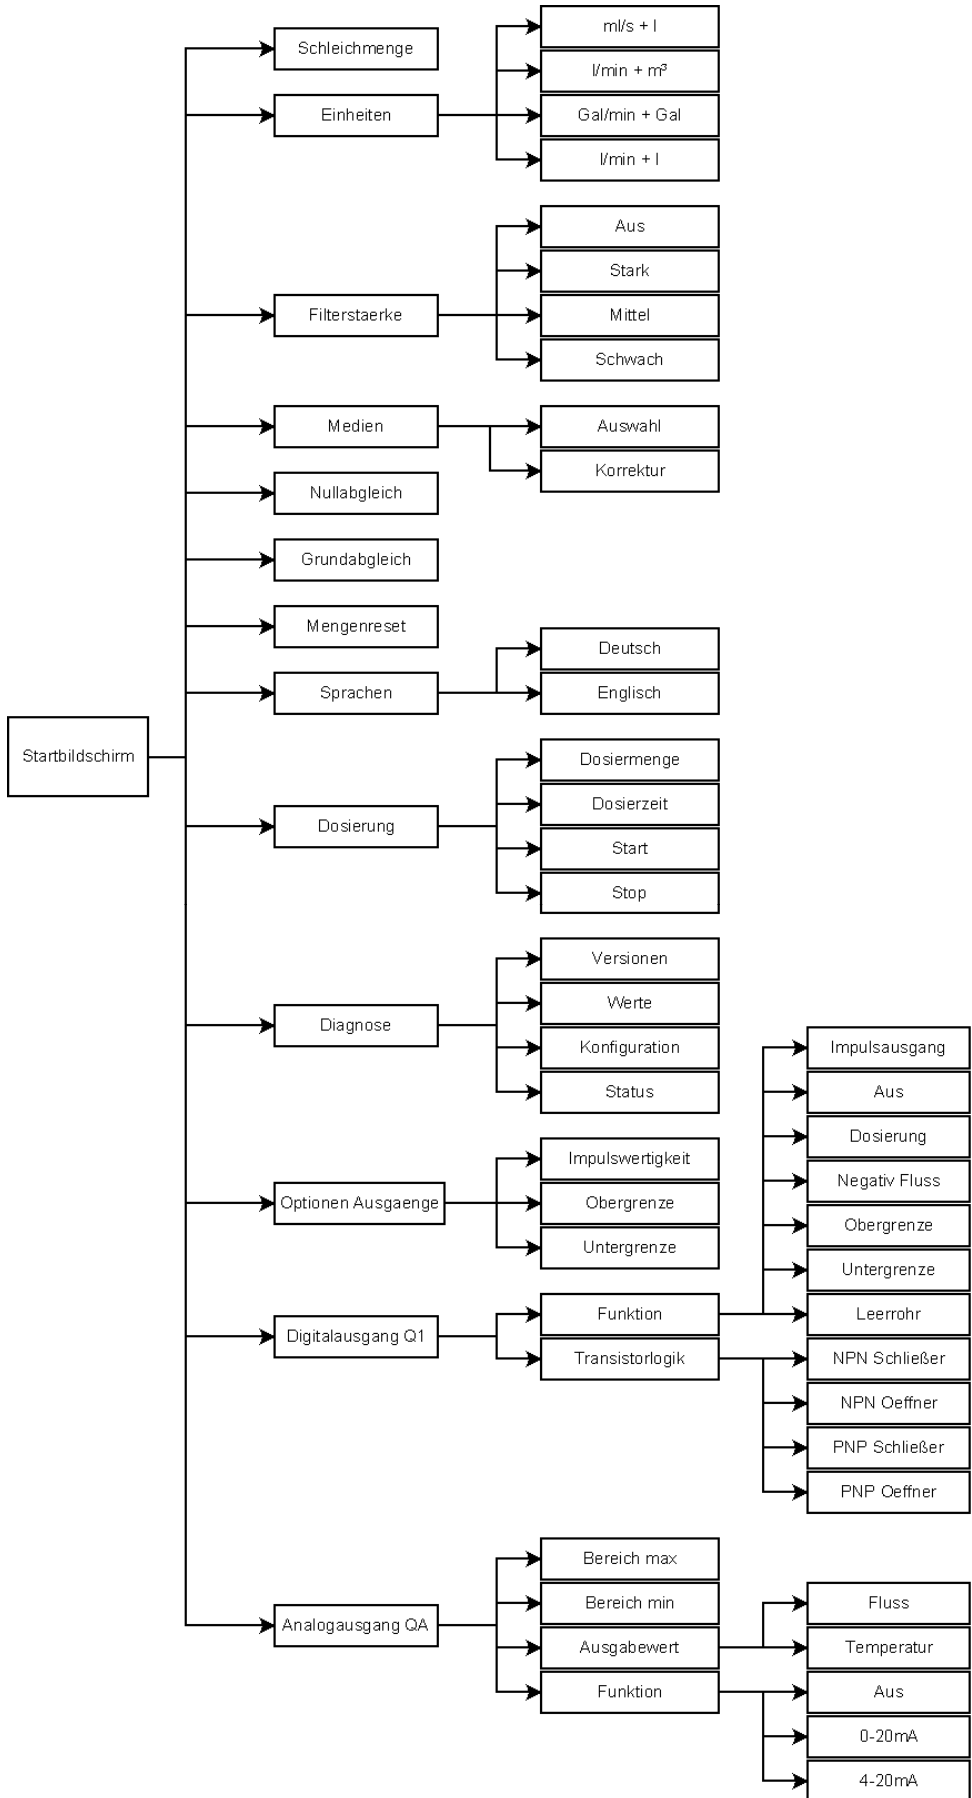 Startbildschirm
Schleichmenge
Einheiten
ml/s + l
l/min + m³
Gal/min + Gal
l/min + l
Filterstaerke
Aus
Stark
Mittel
Schwach
Medien
Auswahl
Korrektur
Nullabgleich
Grundabgleich
Mengenreset
Sprachen
Deutsch
Englisch
Dosierung
Dosiermenge
Dosierzeit
Start
Stop
Diagnose
Versionen
Werte
Konfiguration
Status
Optionen Ausgaenge
Impulswertigkeit
Obergrenze
Untergrenze
Digitalausgang Q1
Funktion
Impulsausgang
Aus
Dosierung
Negativ Fluss
Obergrenze
Untergrenze
Leerrohr
Transistorlogik
NPN Schließer
NPN Oeffner
PNP Schließer
PNP Oeffner
Analogausgang QA
Bereich max
Bereich min
Ausgabewert
Fluss
Temperatur
Funktion
Aus
0-20mA
4-20mA